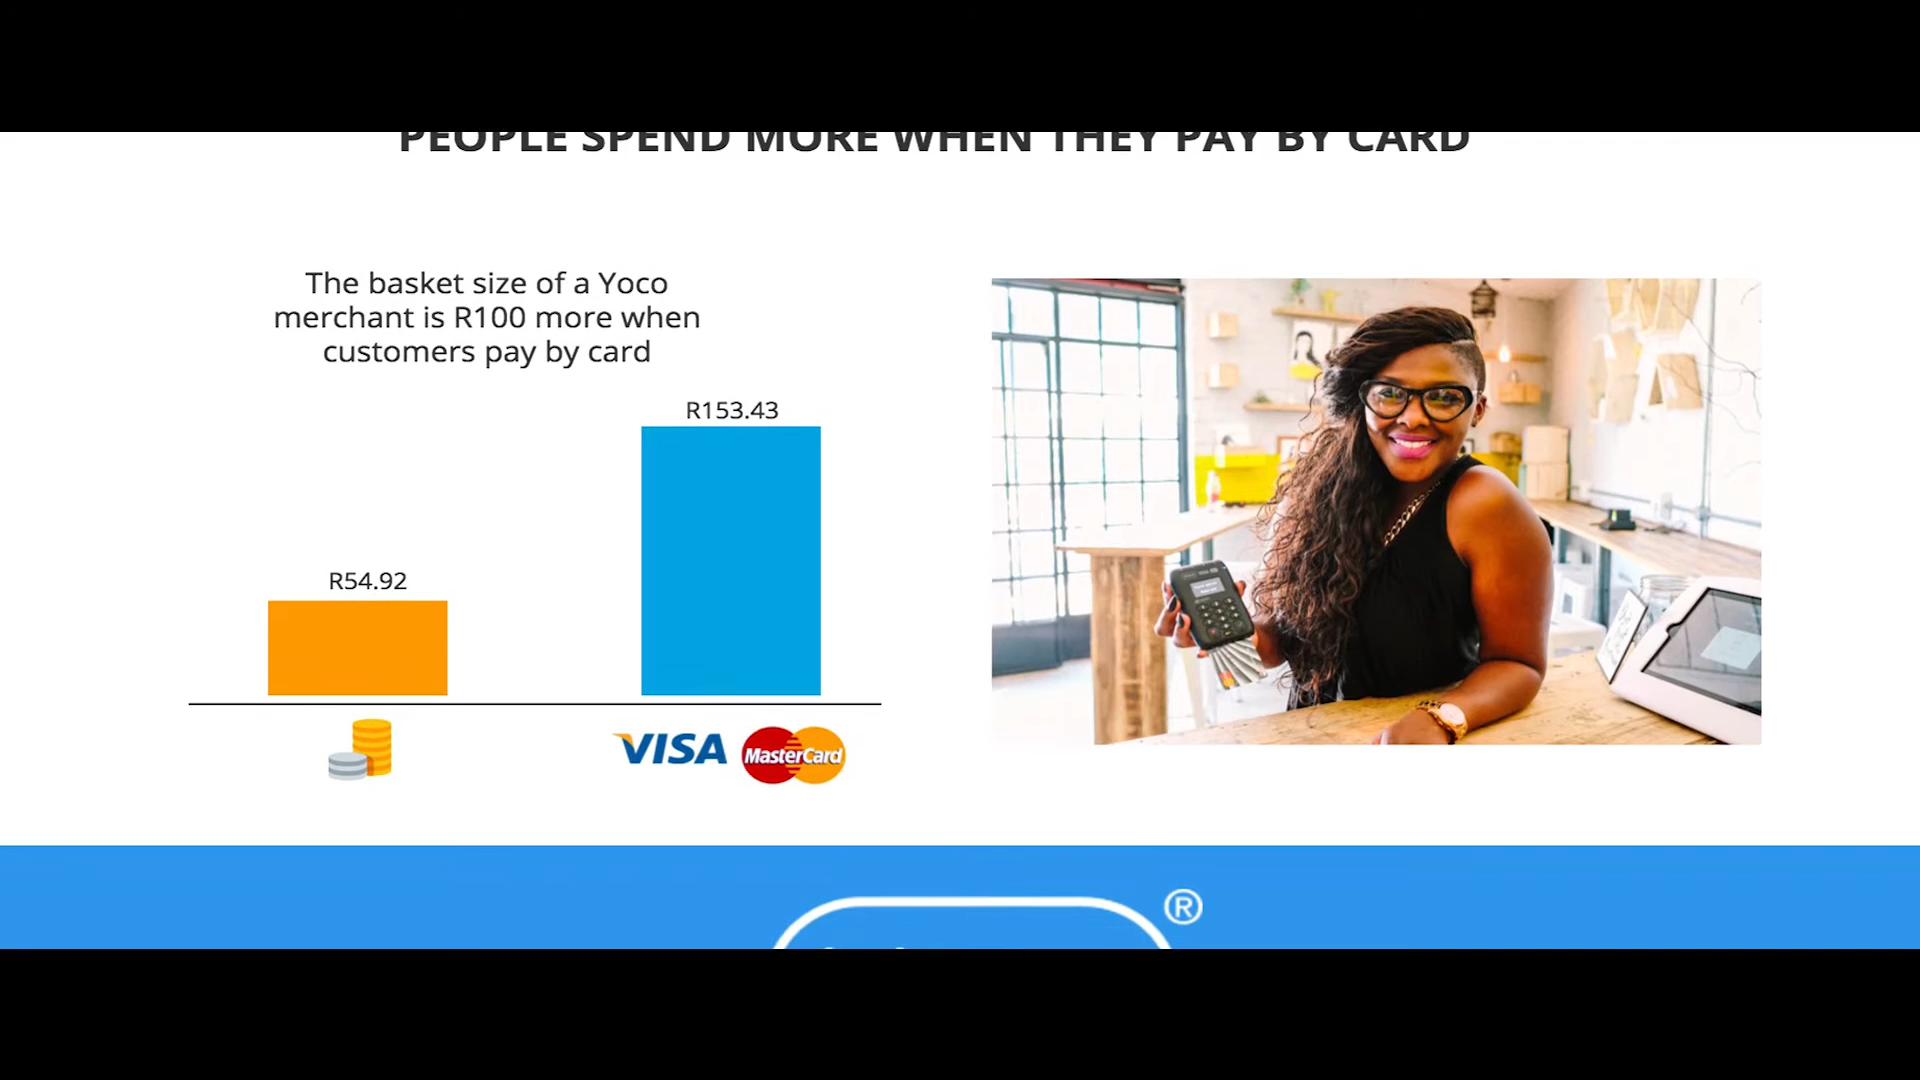 PEOPLE SPEND MORE WHEN THEY PAY BY CARD
The basket size of a Yoco
merchant is R100 more when
customers pay by card
R153.43
R54.92
VISA
MasterCard
®